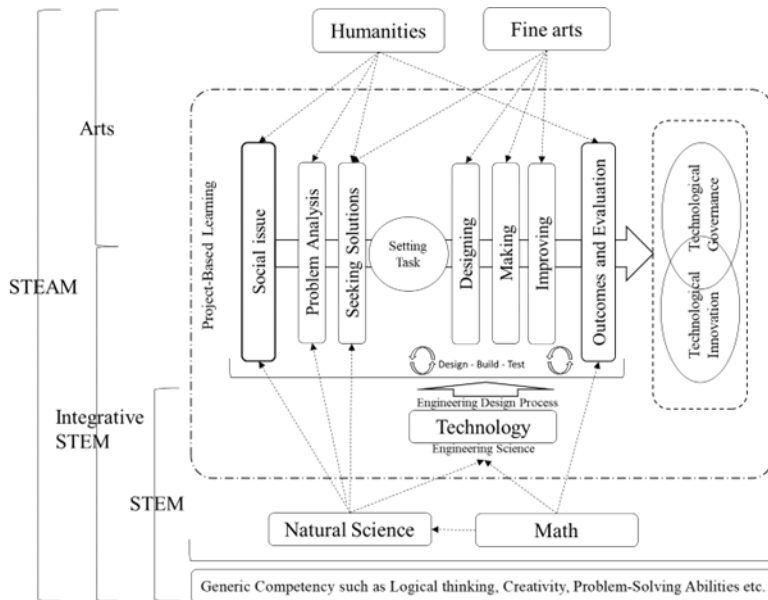 Humanities
Fine arts
Arts
STEAM
Integrative
STEM
STEM
Project-Based Learning
Social issue
Problem Analysis
Seeking Solutions
Setting
Task
Designing
Making
Improving
Outcomes and Evaluation
Technological
Governance
Technological
Innovation
Design - Build - Test
Engineering Design Process
Technology
Engineering Science
Natural Science
Math
Generic Competency such as Logical thinking, Creativity, Problem-Solving Abilities etc.